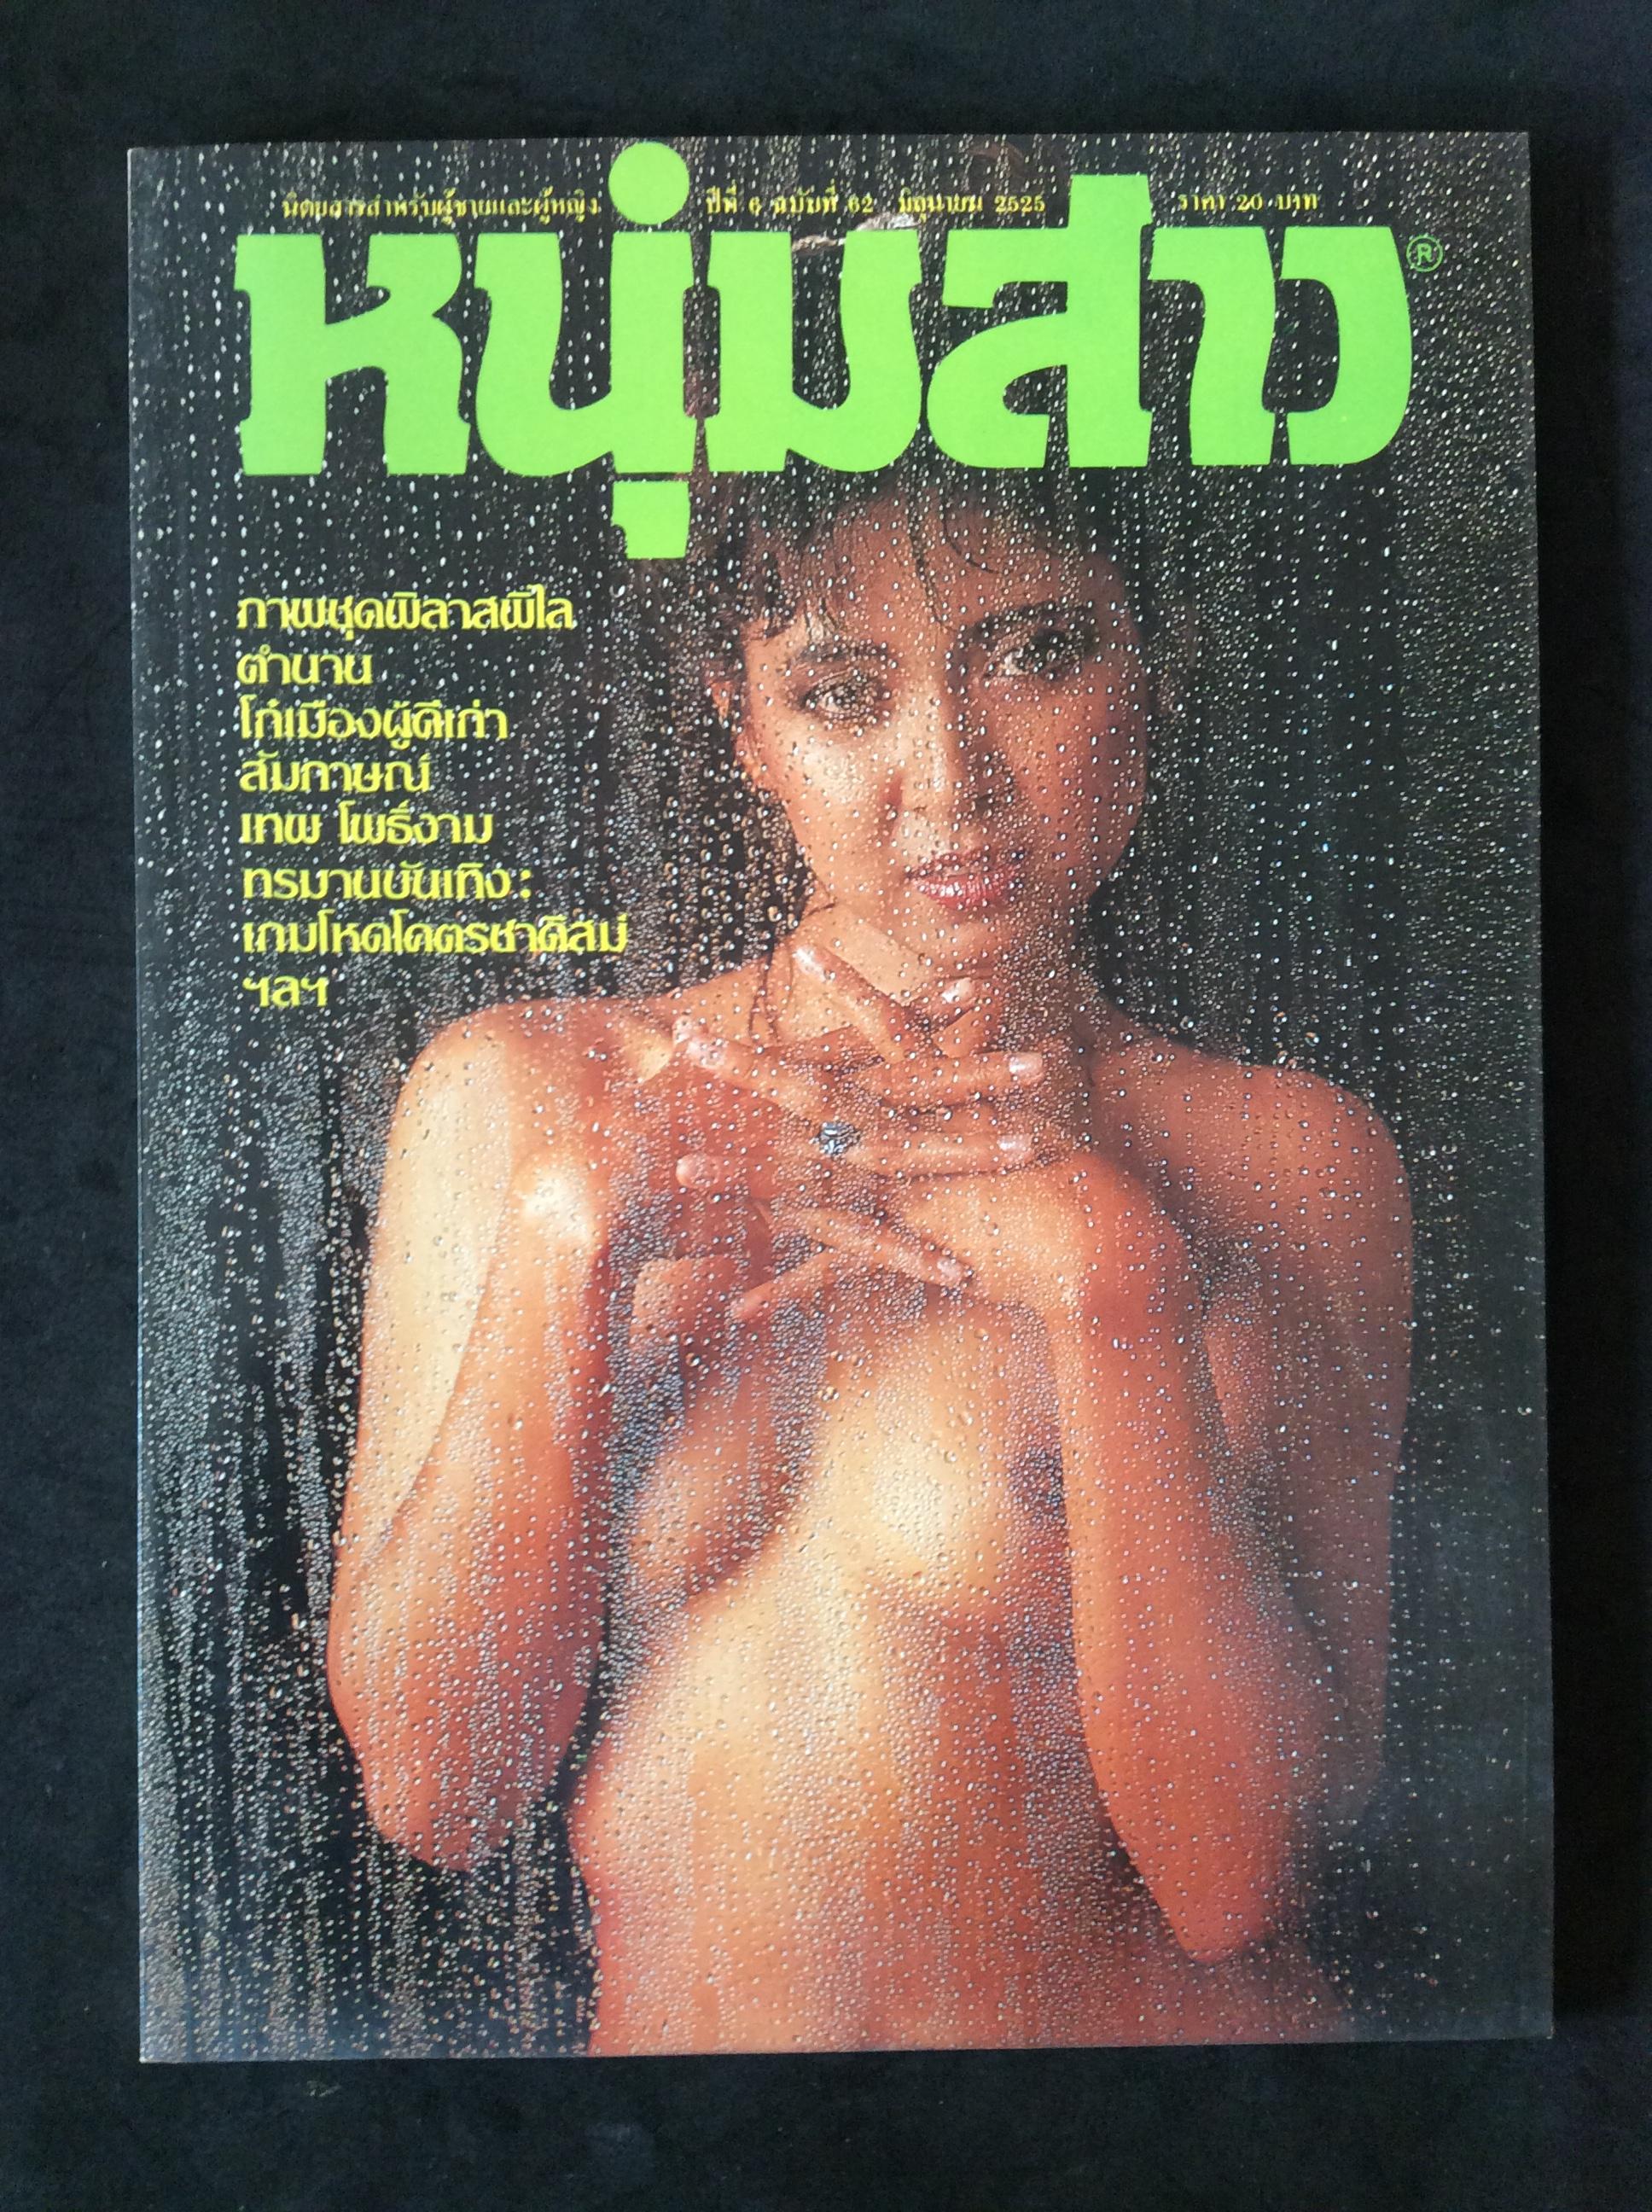 นิตยสารสำหรับผู้ชายและผู้หญิง ปีที่ 6 ฉบับที่ 62 มิถุนายน 2525 ราคา 20 บาท
หนุ่มสาว ®
ภาพชุดพิลาสพิไล
ตำนาน
โก๋เมืองผู้ดีเก่า
สัมภาษณ์
เทพ โพธิ์งาม
ทรมานบันเทิง:
เกมโหดโคตรซาดิสม์
ฯลฯ